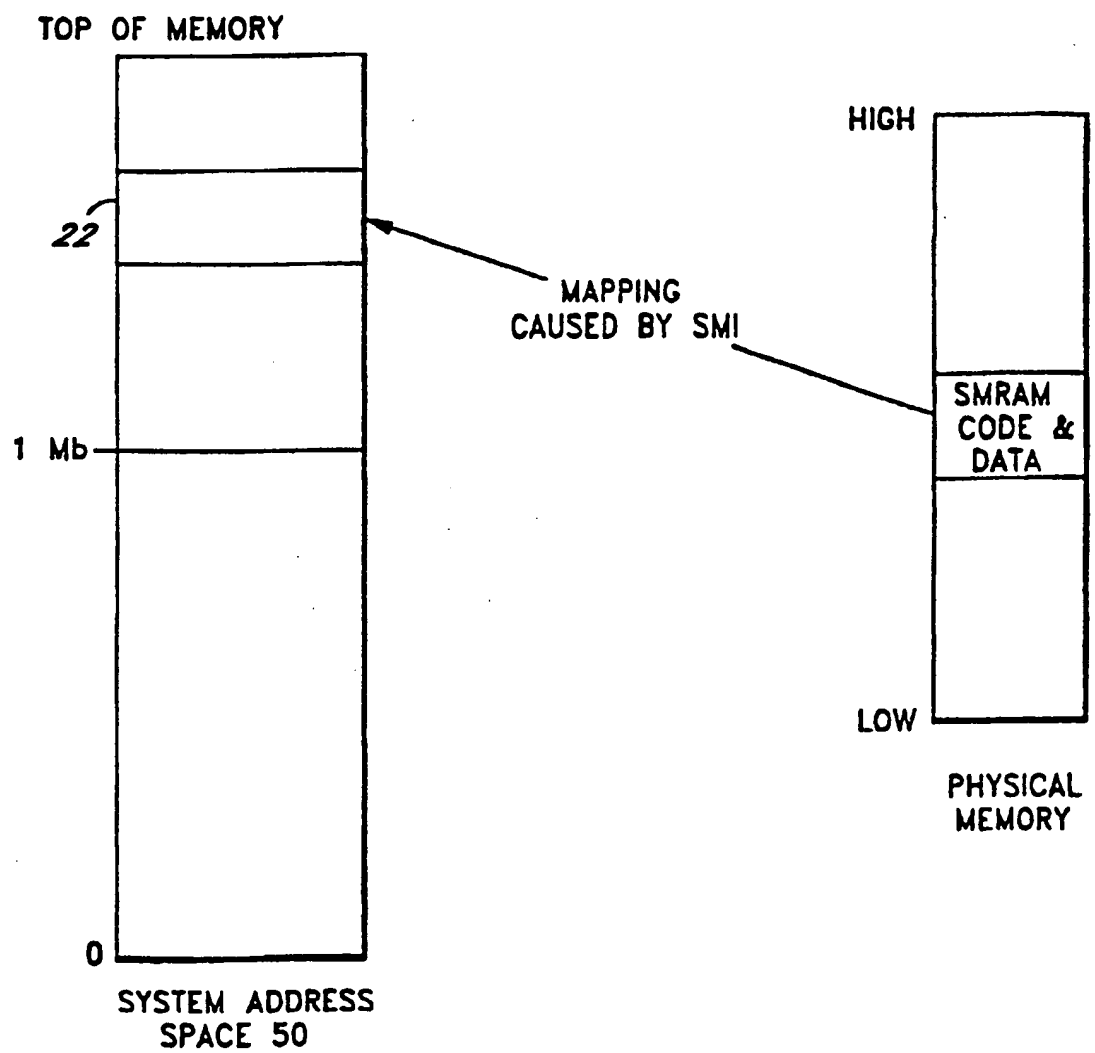 TOP OF MEMORY
22
1 Mb
0
SYSTEM ADDRESS
SPACE 50
MAPPING
CAUSED BY SMI
HIGH
SMRAM
CODE &
DATA
LOW
PHYSICAL
MEMORY